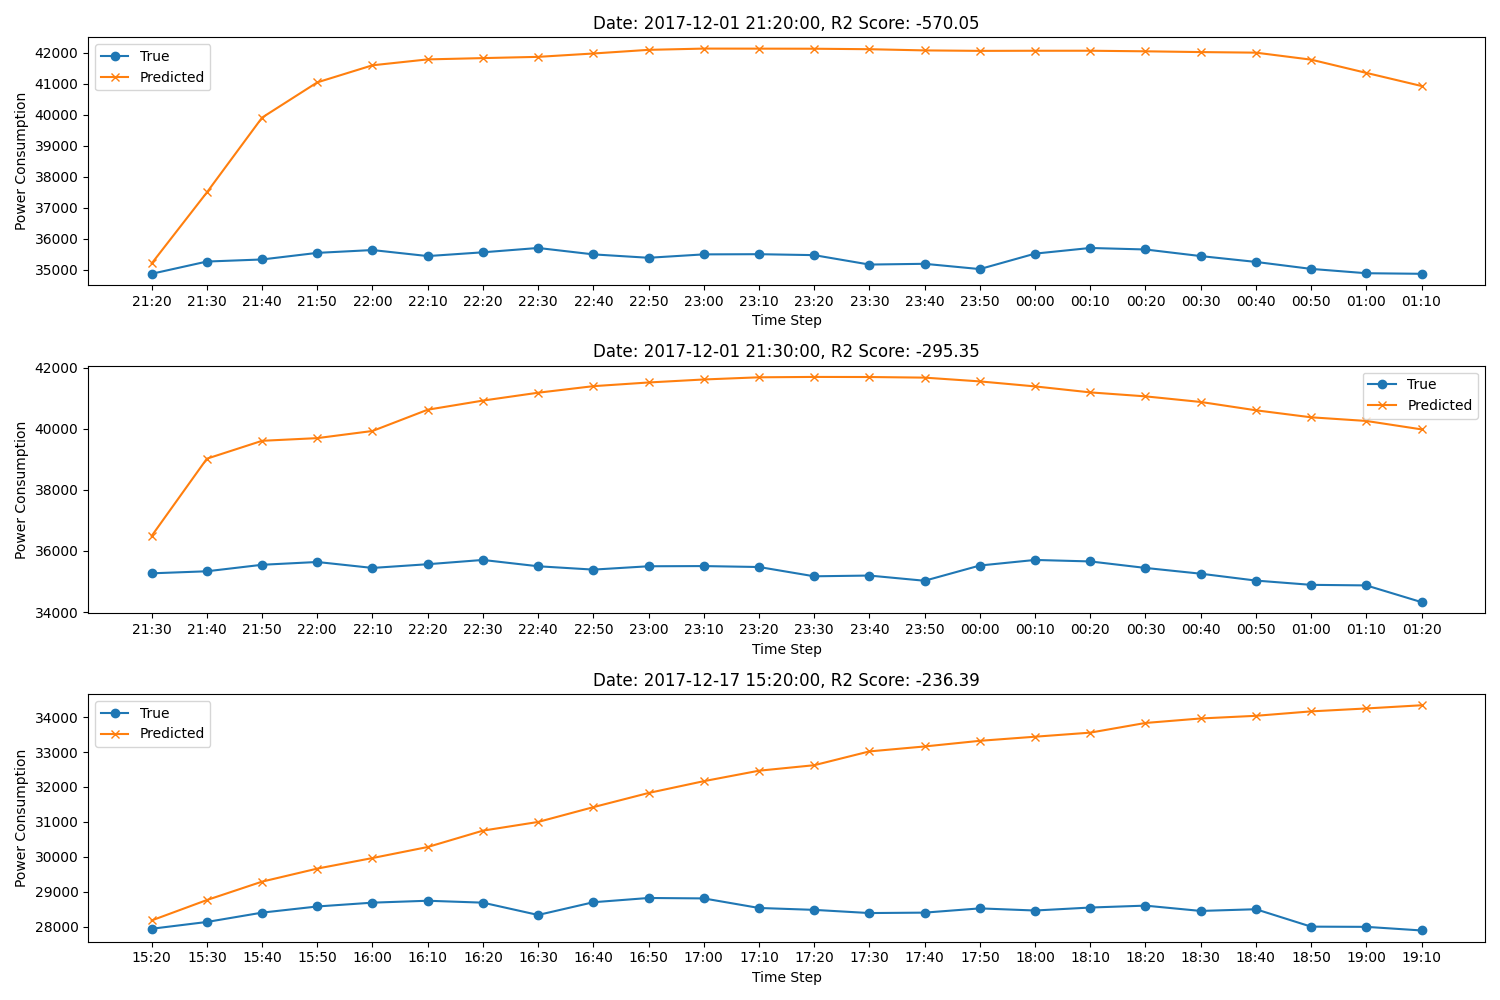 Date: 2017-12-01 21:20:00, R2 Score: -570.05
True
Predicted
Power Consumption
42000
41000
40000
39000
38000
37000
36000
35000
21:20 21:30 21:40 21:50 22:00 22:10 22:20 22:30 22:40 22:50 23:00 23:10 23:20 23:30 23:40 23:50 00:00 00:10 00:20 00:30 00:40 00:50 01:00 01:10
Time Step
Date: 2017-12-01 21:30:00, R2 Score: -295.35
True
Predicted
Power Consumption
42000
40000
38000
36000
34000
21:30 21:40 21:50 22:00 22:10 22:20 22:30 22:40 22:50 23:00 23:10 23:20 23:30 23:40 23:50 00:00 00:10 00:20 00:30 00:40 00:50 01:00 01:10 01:20
Time Step
Date: 2017-12-17 15:20:00, R2 Score: -236.39
True
Predicted
Power Consumption
34000
33000
32000
31000
30000
29000
28000
15:20 15:30 15:40 15:50 16:00 16:10 16:20 16:30 16:40 16:50 17:00 17:10 17:20 17:30 17:40 17:50 18:00 18:10 18:20 18:30 18:40 18:50 19:00 19:10
Time Step